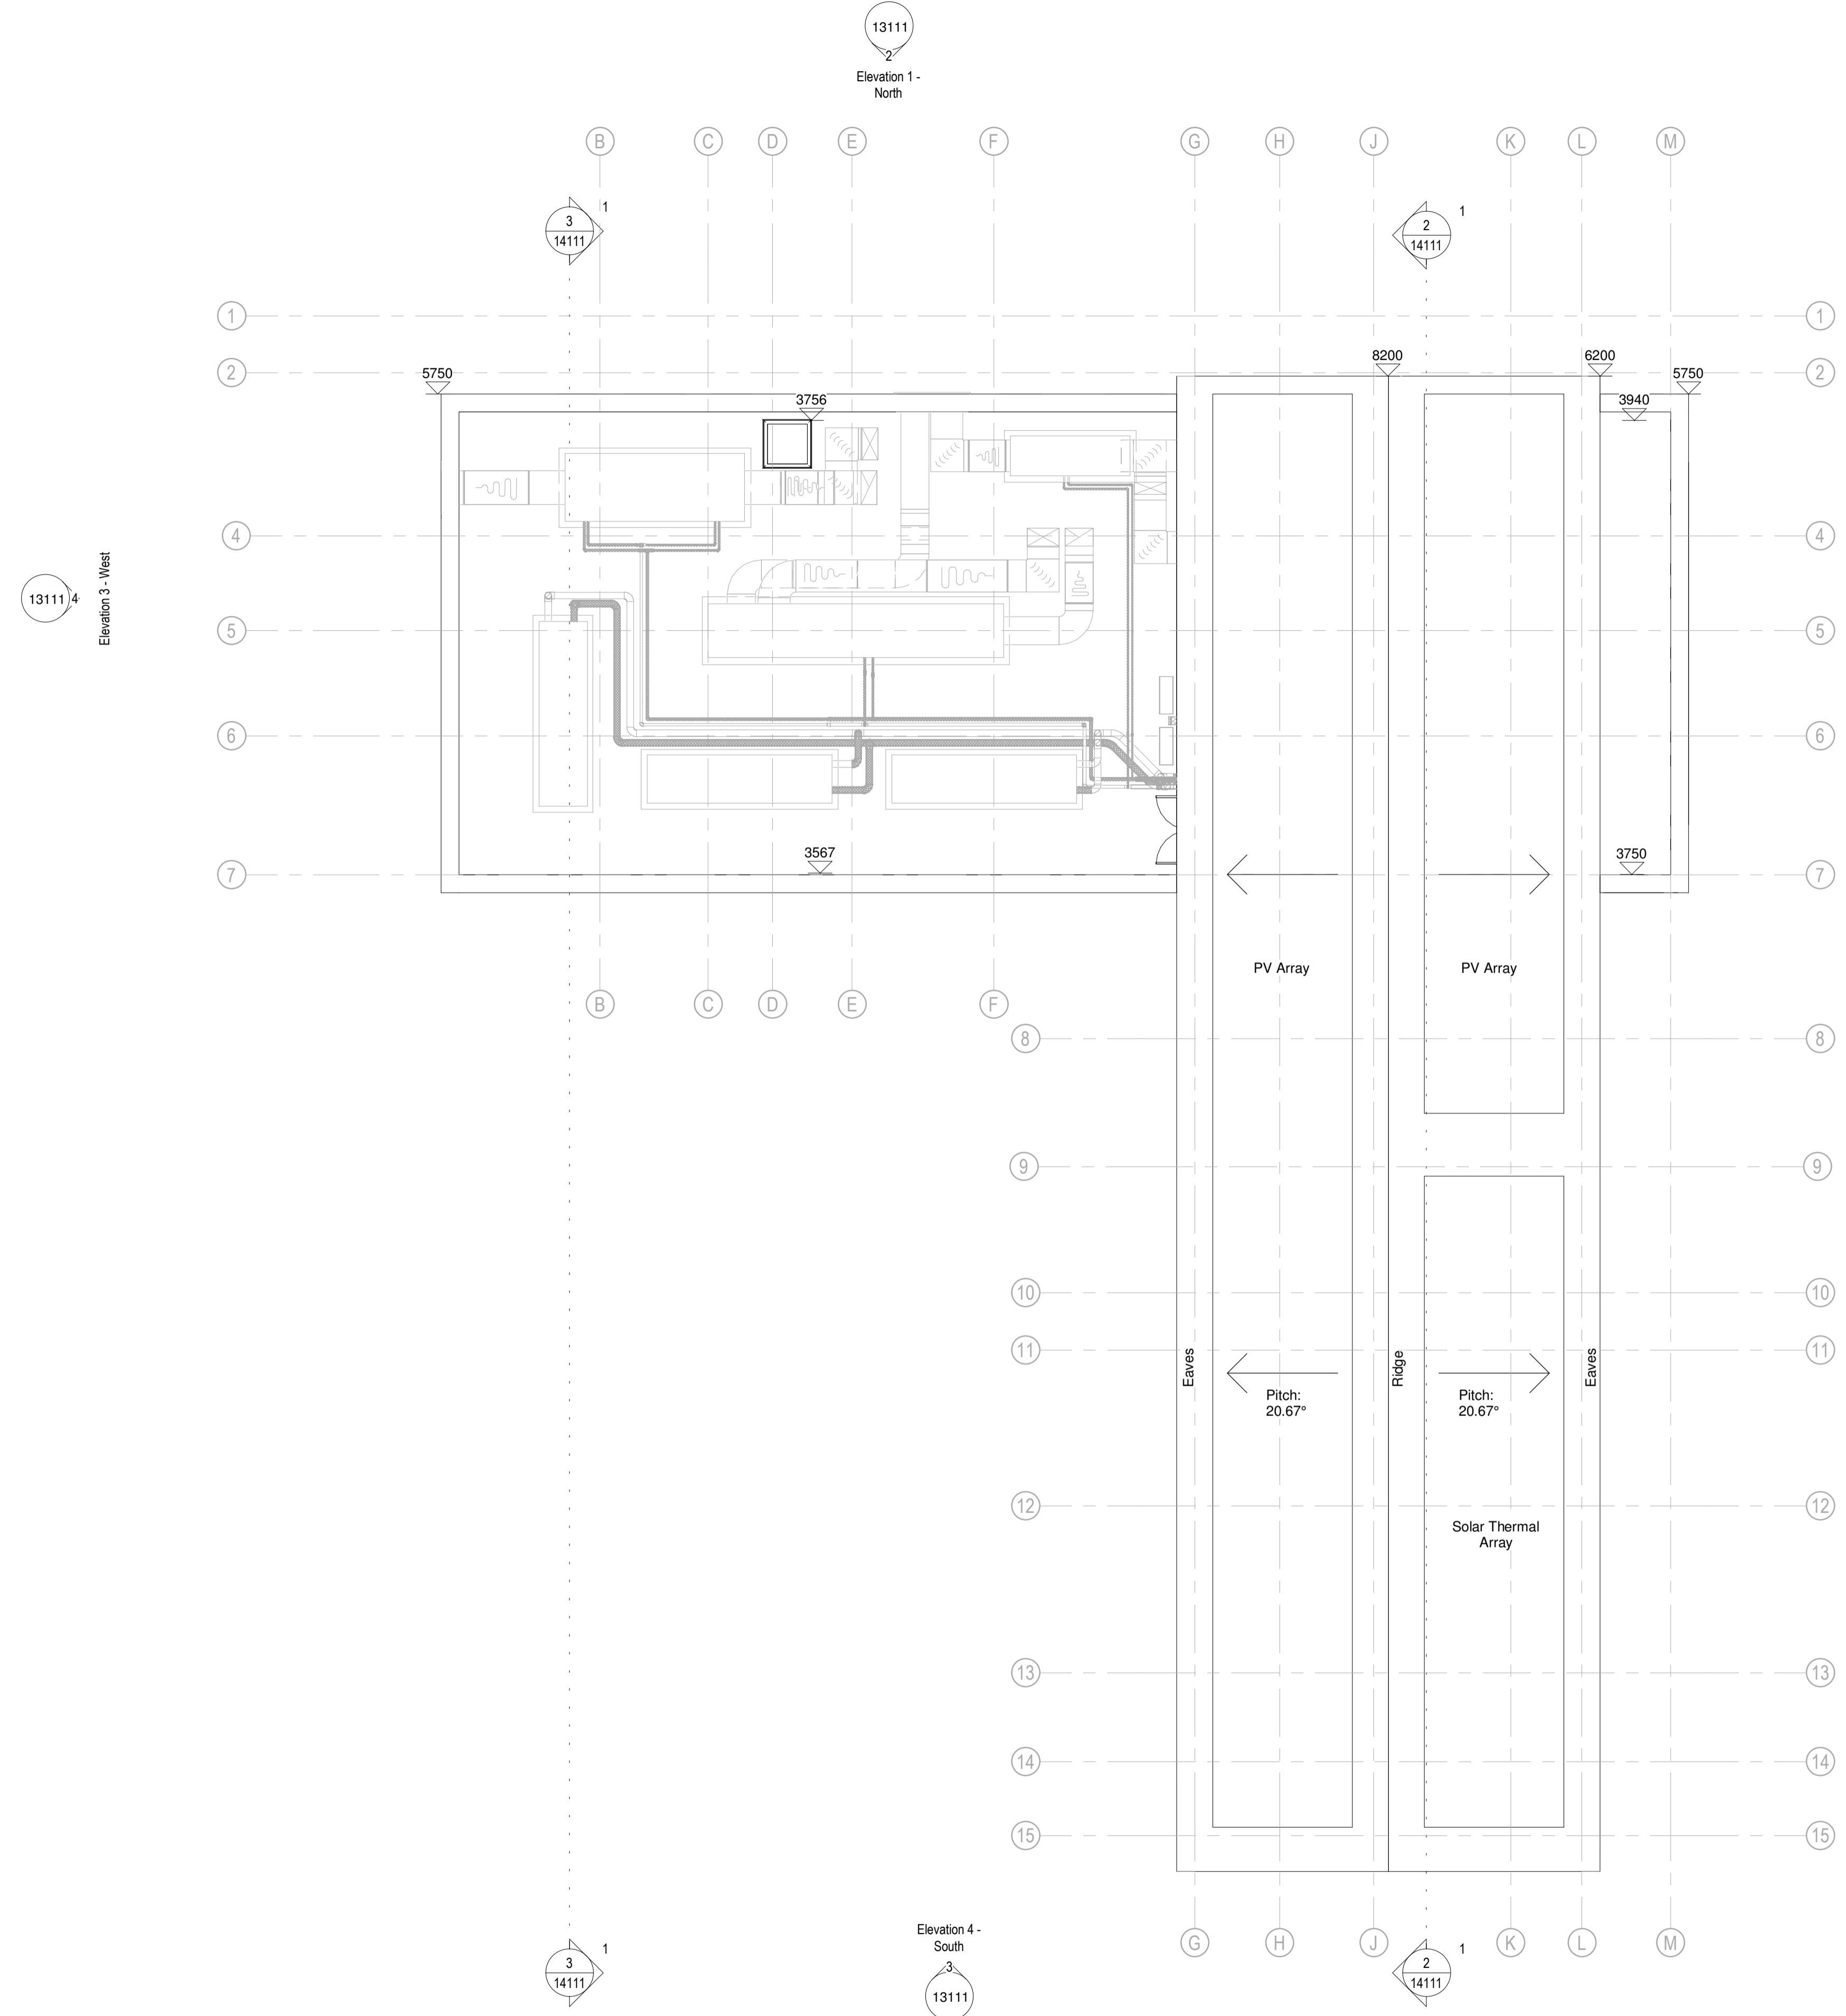 13111
2
Elevation 1 -
North
B
C
D
E
F
G
H
J
K
L
M
3
14111
1
2
14111
1
1
1
2
2
5750
3756
8200
6200
5750
3940
4
4
13111
4
Elevation 3 - West
5
5
6
6
3567
3750
7
7
PV Array
PV Array
B
C
D
E
F
8
8
9
9
10
10
11
11
Eaves
Ridge
Eaves
Pitch:
20.67°
Pitch:
20.67°
12
12
Solar Thermal
Array
13
13
14
14
15
15
Elevation 4 -
South
3
13111
G
H
J
K
L
M
3
14111
1
2
14111
1